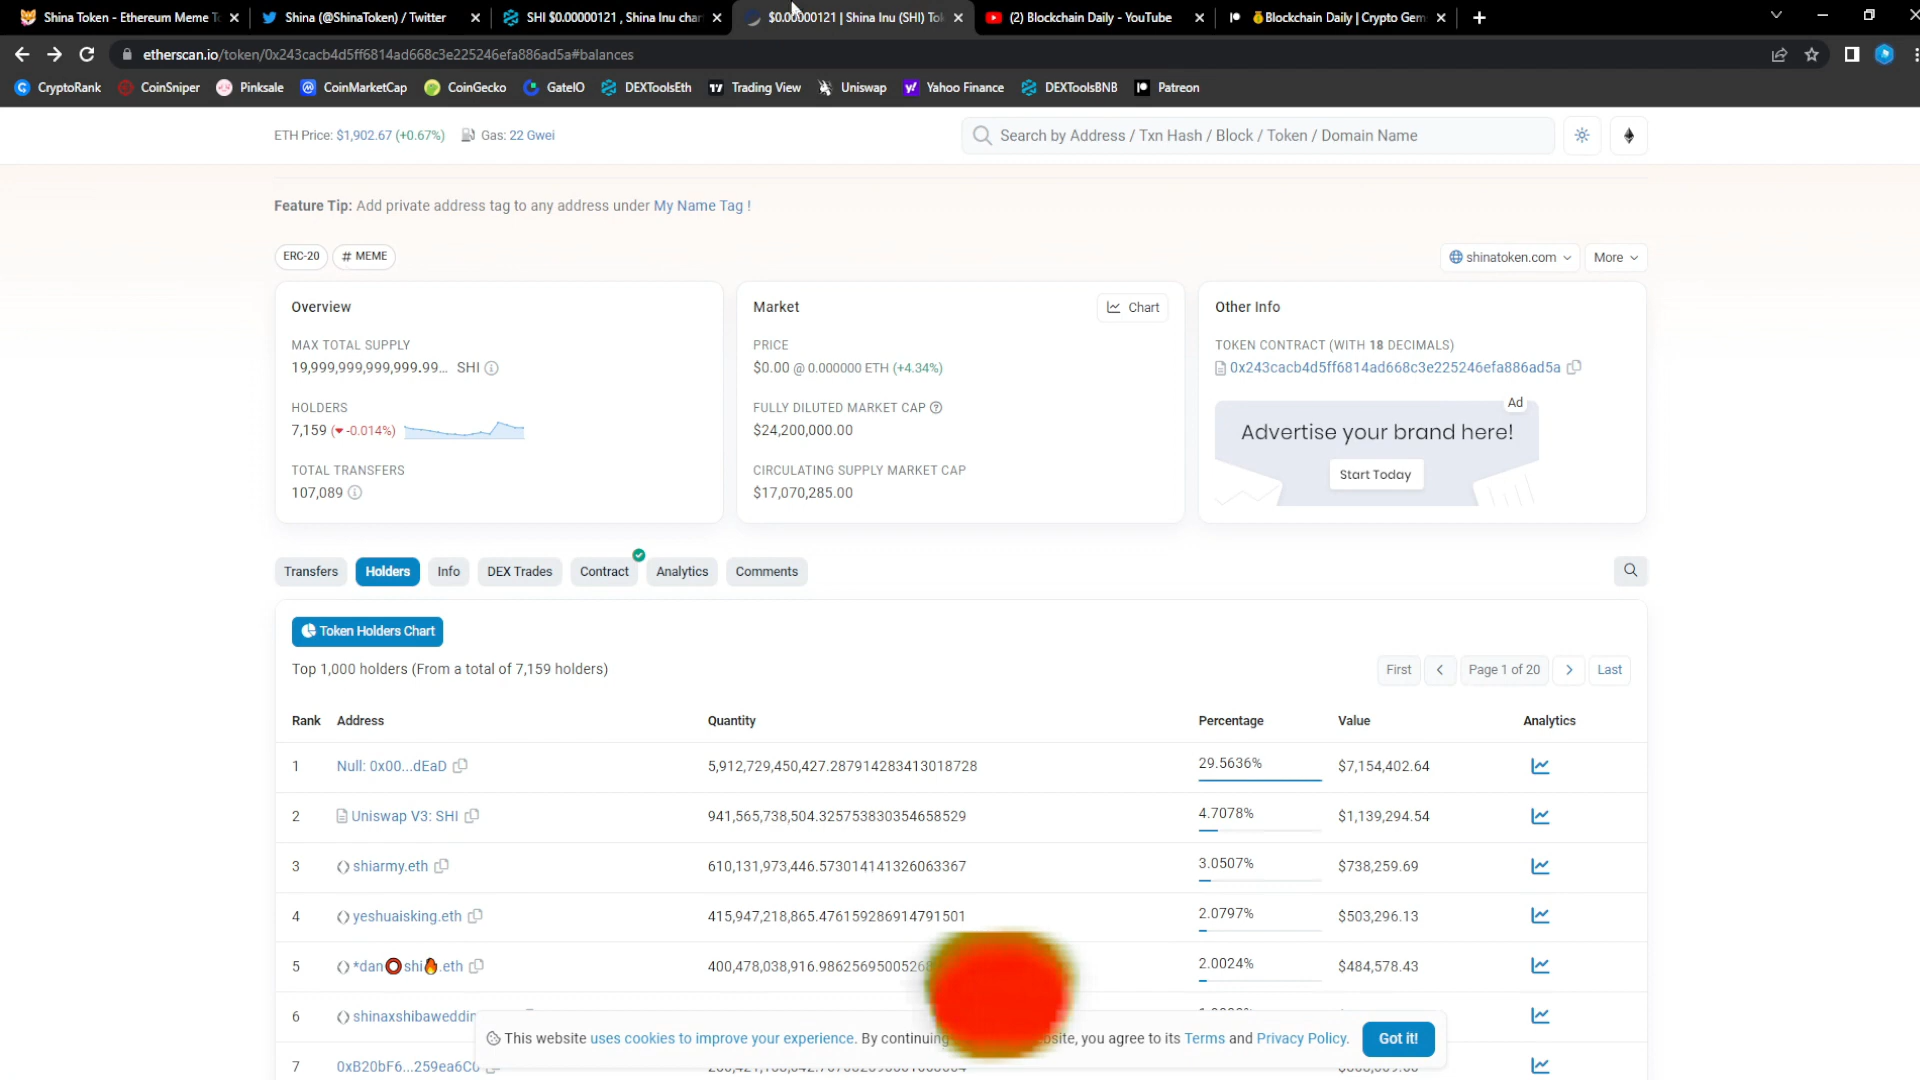 Shina Token - Ethereum Meme T
Shina (@ShinaToken) / Twitter
SHI $0.00000121 , Shina Inu char
$0.00000121 | Shina Inu (SHI) Tok
(2) Blockchain Daily - YouTube
💰Blockchain Daily | Crypto Gem
etherscan.io/token/0x243cacb4d5ff6814ad668c3e225246efa886ad5a#balances
CryptoRank
CoinSniper
Pinksale
CoinMarketCap
CoinGecko
GateIO
DEXToolsEth
Trading View
Uniswap
Yahoo Finance
DEXToolsBNB
Patreon
ETH Price: $1,902.67 (+0.67%) Gas: 22 Gwei
Search by Address / Txn Hash / Block / Token / Domain Name
Feature Tip: Add private address tag to any address under My Name Tag !
ERC-20 # MEME
shinatoken.com More
Overview
MAX TOTAL SUPPLY
19,999,999,999,999.99... SHI
HOLDERS
7,159 (-0.014%)
TOTAL TRANSFERS
107,089
Market
Chart
PRICE
$0.00 @ 0.000000 ETH (+4.34%)
FULLY DILUTED MARKET CAP
$24,200,000.00
CIRCULATING SUPPLY MARKET CAP
$17,070,285.00
Other Info
TOKEN CONTRACT (WITH 18 DECIMALS)
0x243cacb4d5ff6814ad668c3e225246efa886ad5a
Ad
Advertise your brand here!
Start Today
Transfers Holders Info DEX Trades Contract Analytics Comments
Token Holders Chart
Top 1,000 holders (From a total of 7,159 holders)
First Page 1 of 20 Last
Rank Address Quantity Percentage Value Analytics
1 Null: 0x00...dEaD 5,912,729,450,427.287914283413018728 29.5636% $7,154,402.64
2 Uniswap V3: SHI 941,565,738,504.325753830354658529 4.7078% $1,139,294.54
3 shiarmy.eth 610,131,973,446.573014141326063367 3.0507% $738,259.69
4 yeshuaisking.eth 415,947,218,865.476159286914791501 2.0797% $503,296.13
5 *dan⭕shi🔥.eth 400,478,038,916.986256950052 2.0024% $484,578.43
6 shinaxshibaweddin
This website uses cookies to improve your experience. By continuing you agree to its Terms and Privacy Policy.
Got it!
7 0xB20bF6...259ea6C